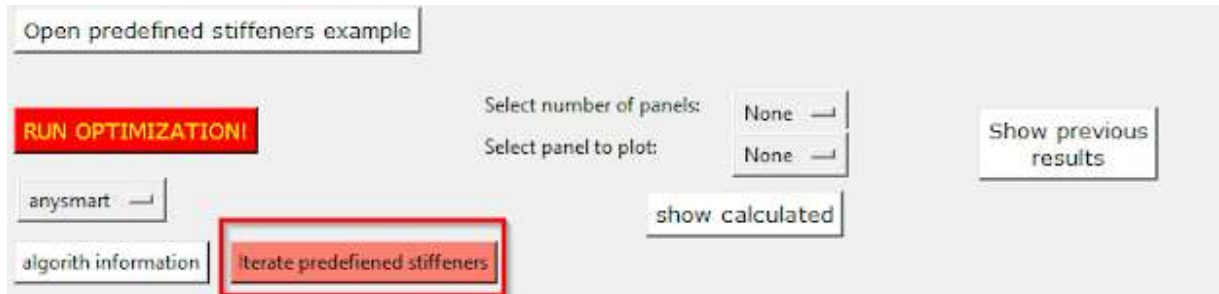 Open predefined stiffeners example
Select number of panels:
None
RUN OPTIMIZATION!
Show previous
results
Select panel to plot:
None
anysmart
show calculated
algorith information
Iterate predefiened stiffeners